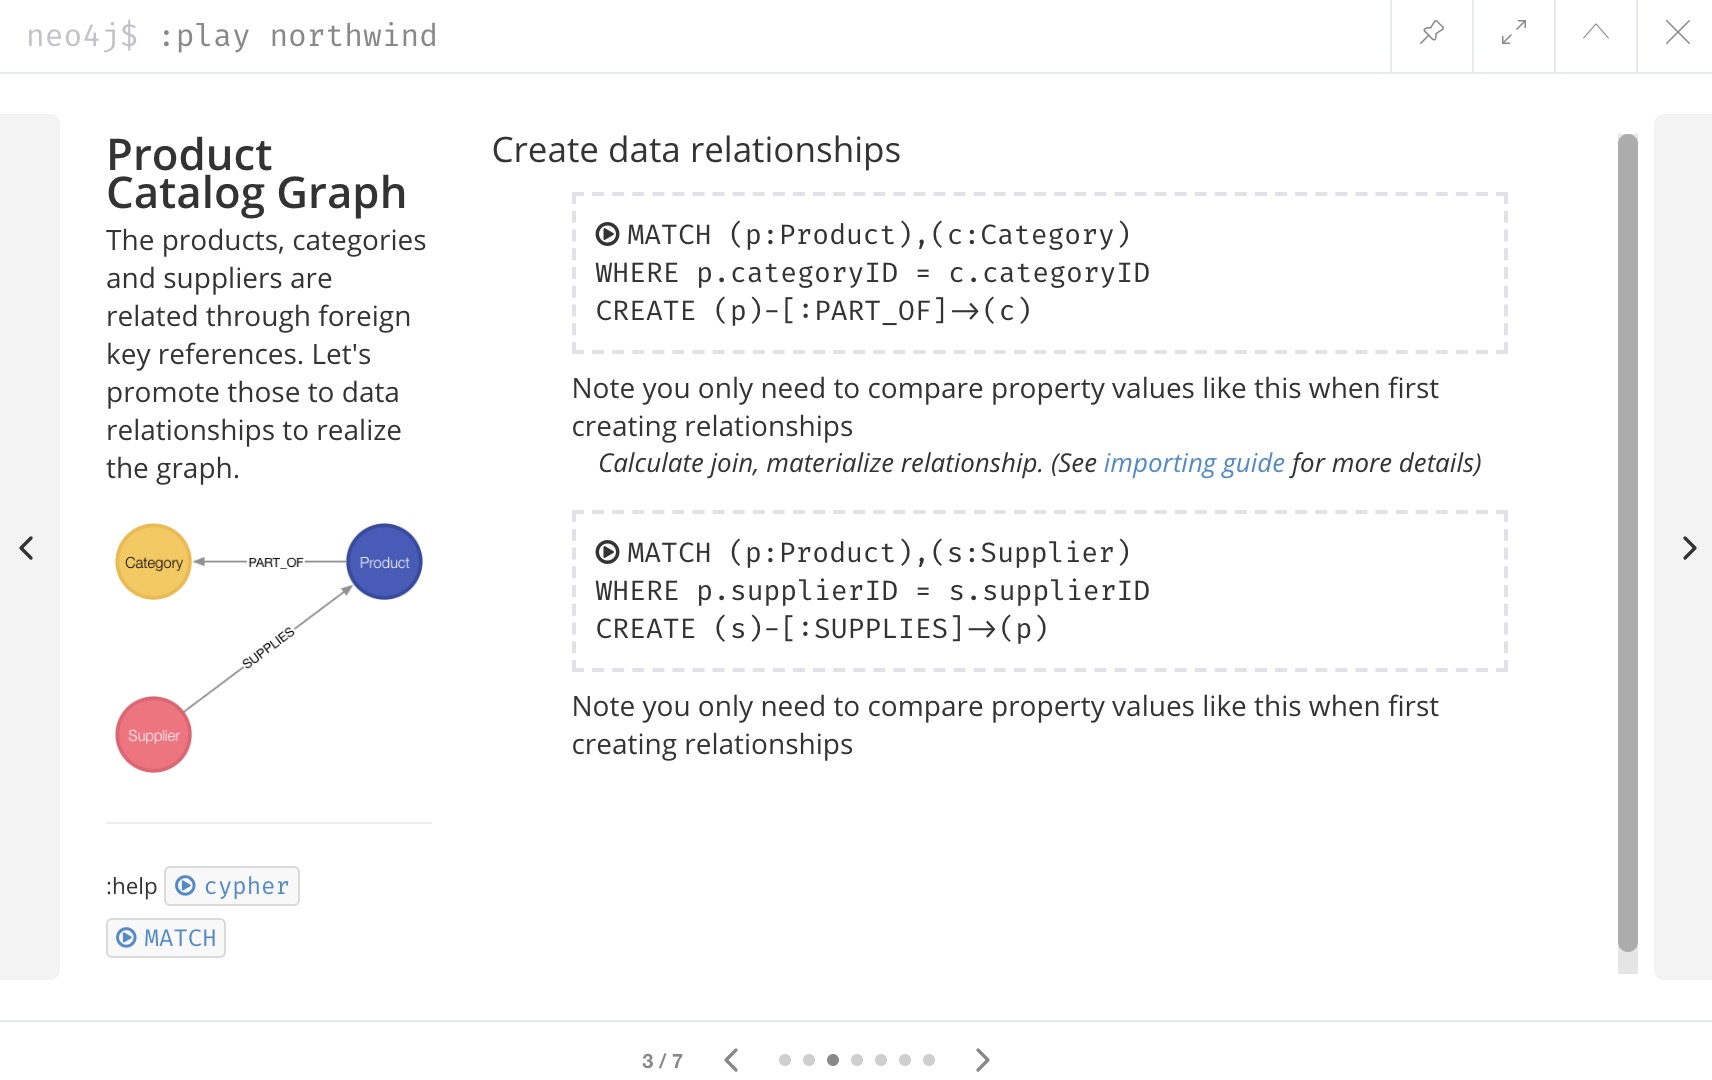 neo4j$ :play northwind
Product
Catalog Graph
The products, categories
and suppliers are
related through foreign
key references. Let's
promote those to data
relationships to realize
the graph.
Category
PART_OF
Product
SUPPLIES
Supplier
:help cypher
MATCH
Create data relationships
MATCH (p:Product),(c:Category)
WHERE p.categoryID = c.categoryID
CREATE (p)-[:PART_OF]->(c)
Note you only need to compare property values like this when first
creating relationships
Calculate join, materialize relationship. (See importing guide for more details)
MATCH (p:Product),(s:Supplier)
WHERE p.supplierID = s.supplierID
CREATE (s)-[:SUPPLIES]->(p)
Note you only need to compare property values like this when first
creating relationships
3 / 7